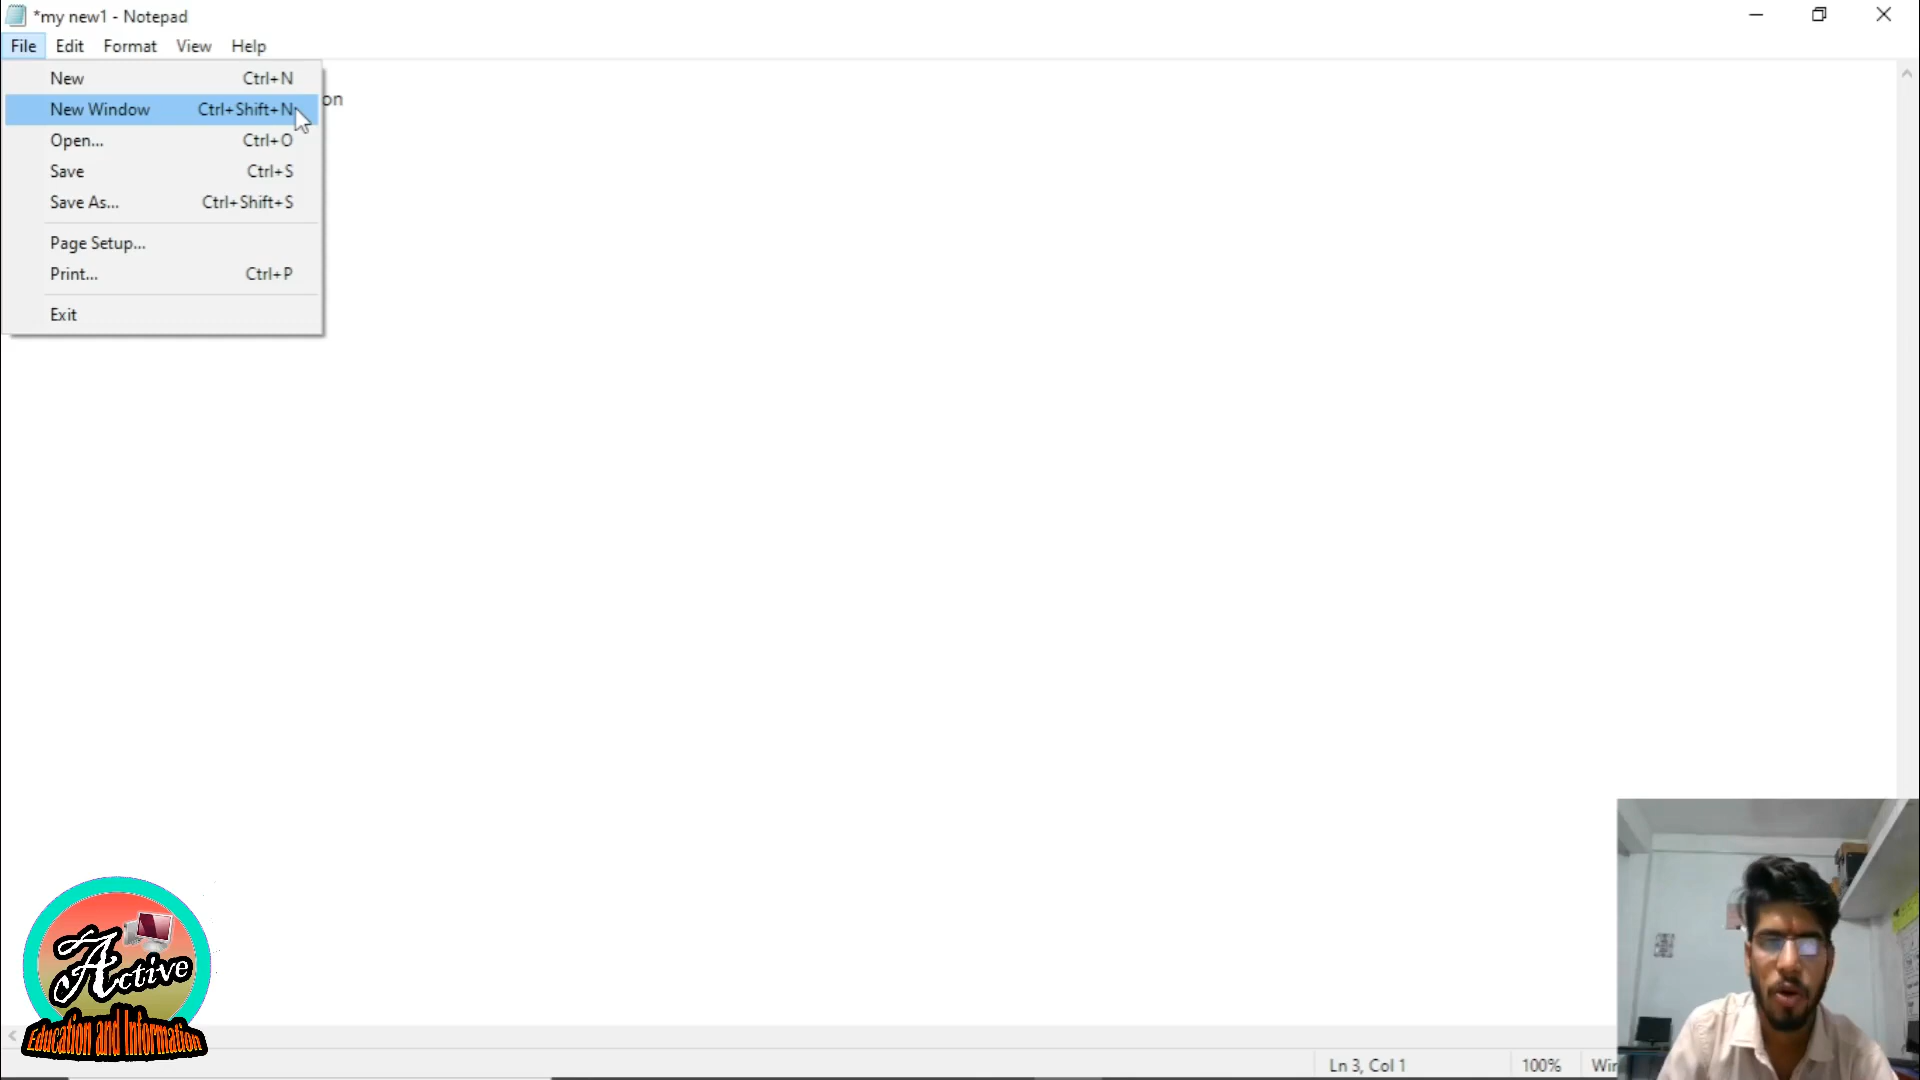 *my new1 - Notepad
File Edit Format View Help
New Ctrl+N
on
New Window Ctrl+Shift+N
Open... Ctrl+O
Save Ctrl+S
Save As... Ctrl+Shift+S
Page Setup...
Print... Ctrl+P
Exit
Active
Education and Information
Ln 3, Col 1 100% Win